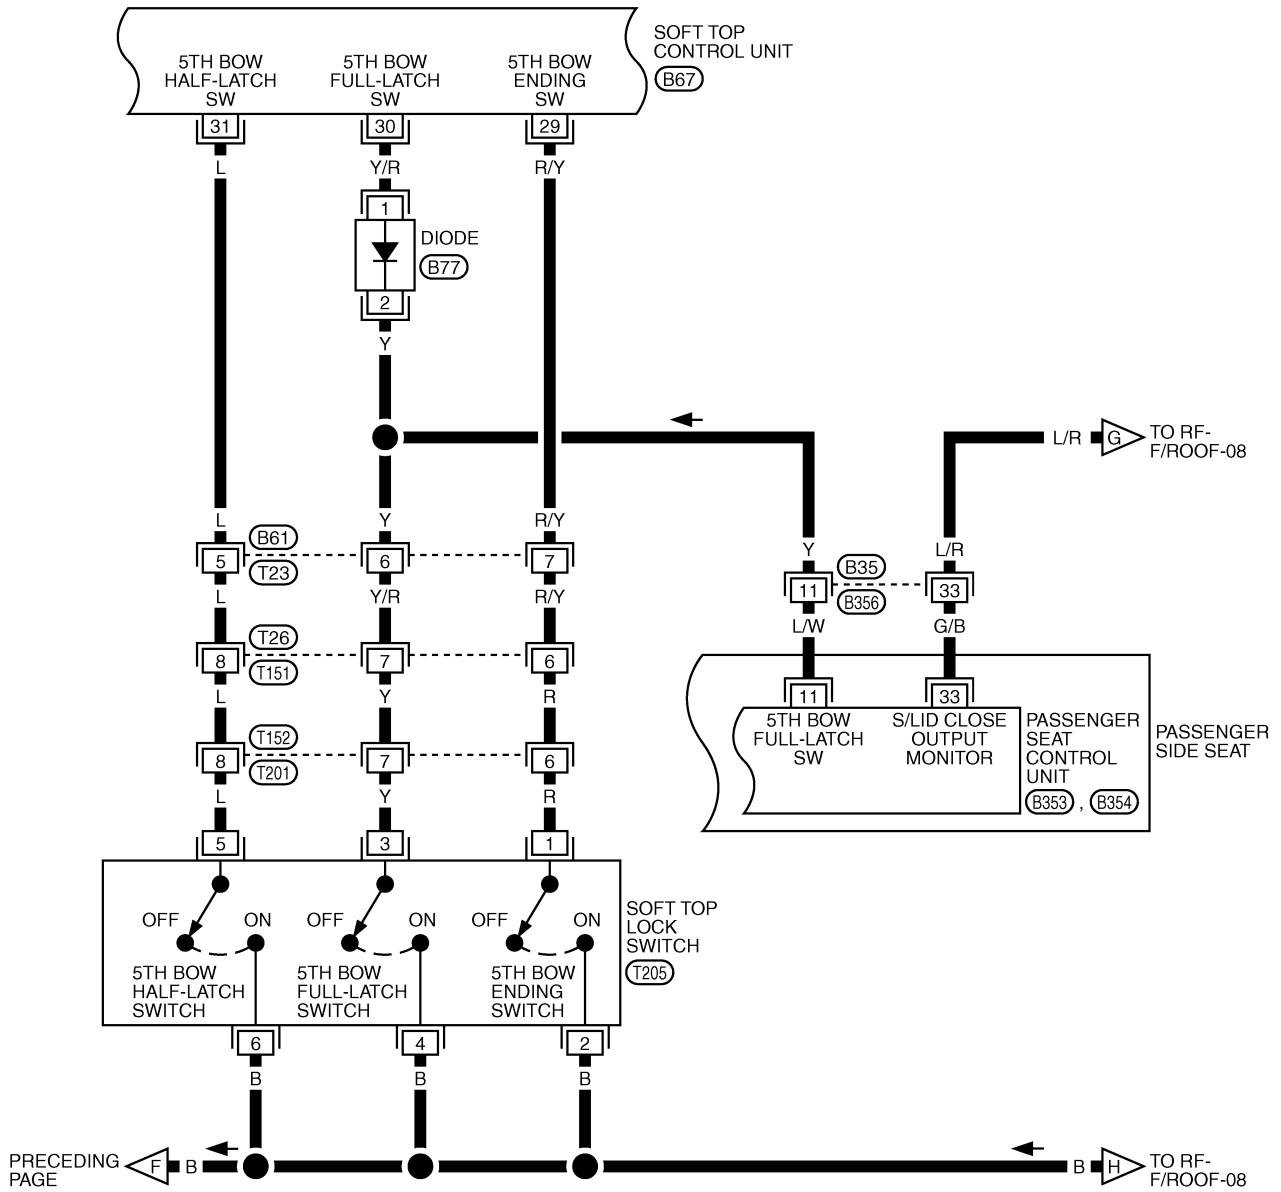 SOFT TOP
CONTROL UNIT
B67
5TH BOW
HALF-LATCH
SW
5TH BOW
FULL-LATCH
SW
5TH BOW
ENDING
SW
31
30
29
L
Y/R
R/Y
1
DIODE
B77
2
Y
L/R
G
TO RF-
F/ROOF-08
L
Y
R/Y
B61
5
6
7
T23
L
Y/R
R/Y
Y
L/R
B35
11
33
B356
L/W
G/B
T26
8
7
6
T151
L
Y
R
T152
8
7
6
T201
L
Y
R
11
33
5TH BOW
FULL-LATCH
SW
S/LID CLOSE
OUTPUT
MONITOR
PASSENGER
SEAT
CONTROL
UNIT
B353 , B354
PASSENGER
SIDE SEAT
5
3
1
OFF
ON
OFF
ON
OFF
ON
5TH BOW
HALF-LATCH
SWITCH
5TH BOW
FULL-LATCH
SWITCH
5TH BOW
ENDING
SWITCH
SOFT TOP
LOCK
SWITCH
T205
6
4
2
B
B
B
PRECEDING
PAGE
F
B
B
H
TO RF-
F/ROOF-08